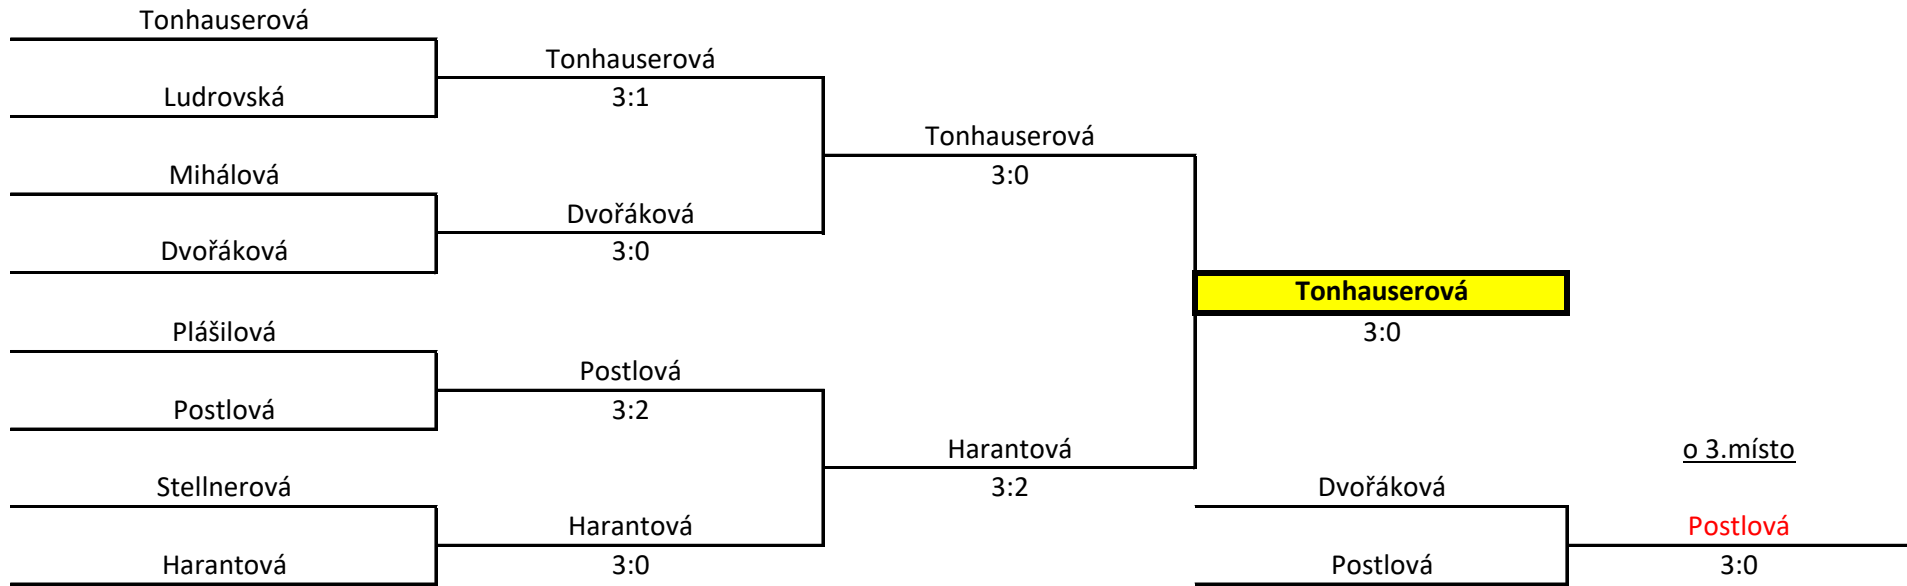 Tonhauserová
Ludrovská
Mihálová
Dvořáková
Plášilová
Postlová
Stellnerová
Harantová
Tonhauserová
3:1
Dvořáková
3:0
Postlová
3:2
Harantová
3:0
Tonhauserová
3:0
Harantová
3:2
Tonhauserová
3:0
o 3.místo
Dvořáková
Postlová
Postlová
3:0